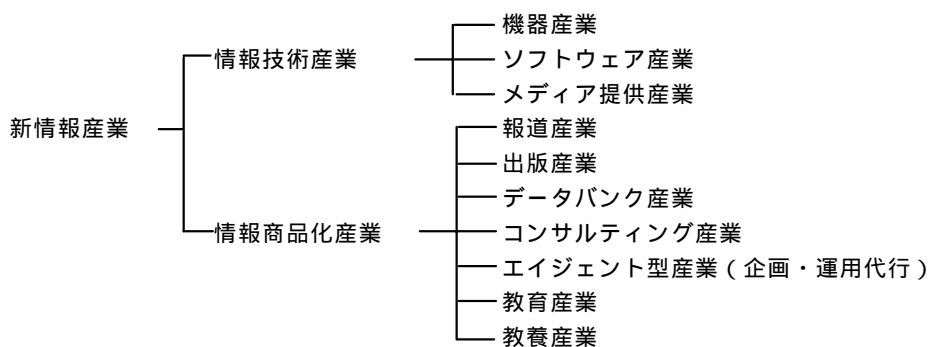 新情報産業
情報技術産業
機器産業
ソフトウェア産業
メディア提供産業
情報商品化産業
報道産業
出版産業
データバンク産業
コンサルティング産業
エイジェント型産業(企画・運用代行)
教育産業
教養産業